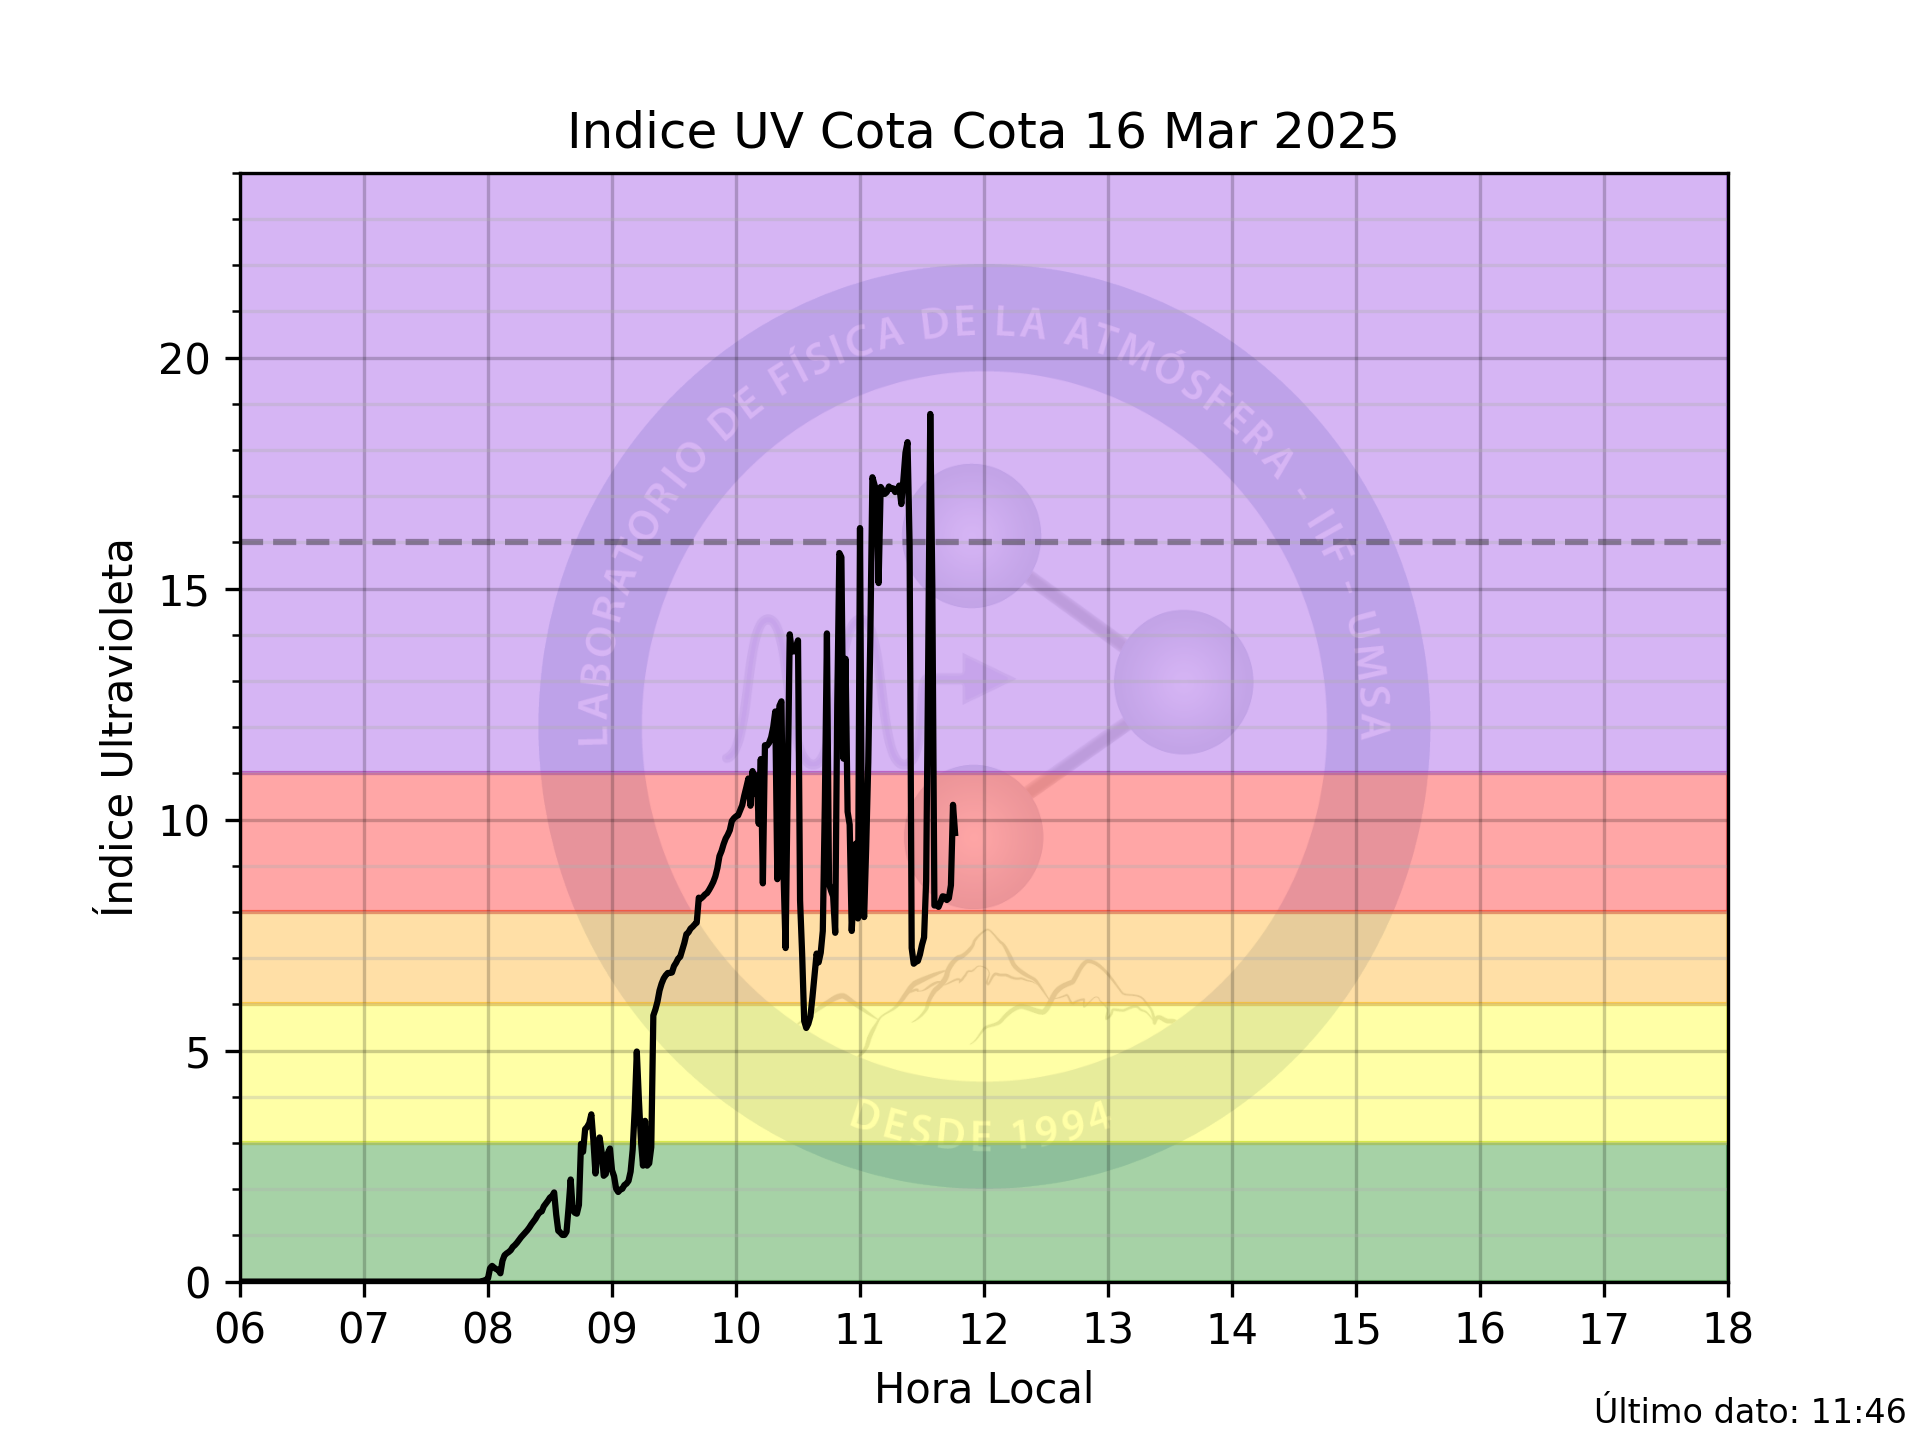 Indice UV Cota Cota 16 Mar 2025
LABORATORIO DE FÍSICA DE LA ATMÓSFERA - IIF - UMSA
DESDE 1994
Índice Ultravioleta
20
15
10
5
0
06 07 08 09 10 11 12 13 14 15 16 17 18
Hora Local
Último dato: 11:46